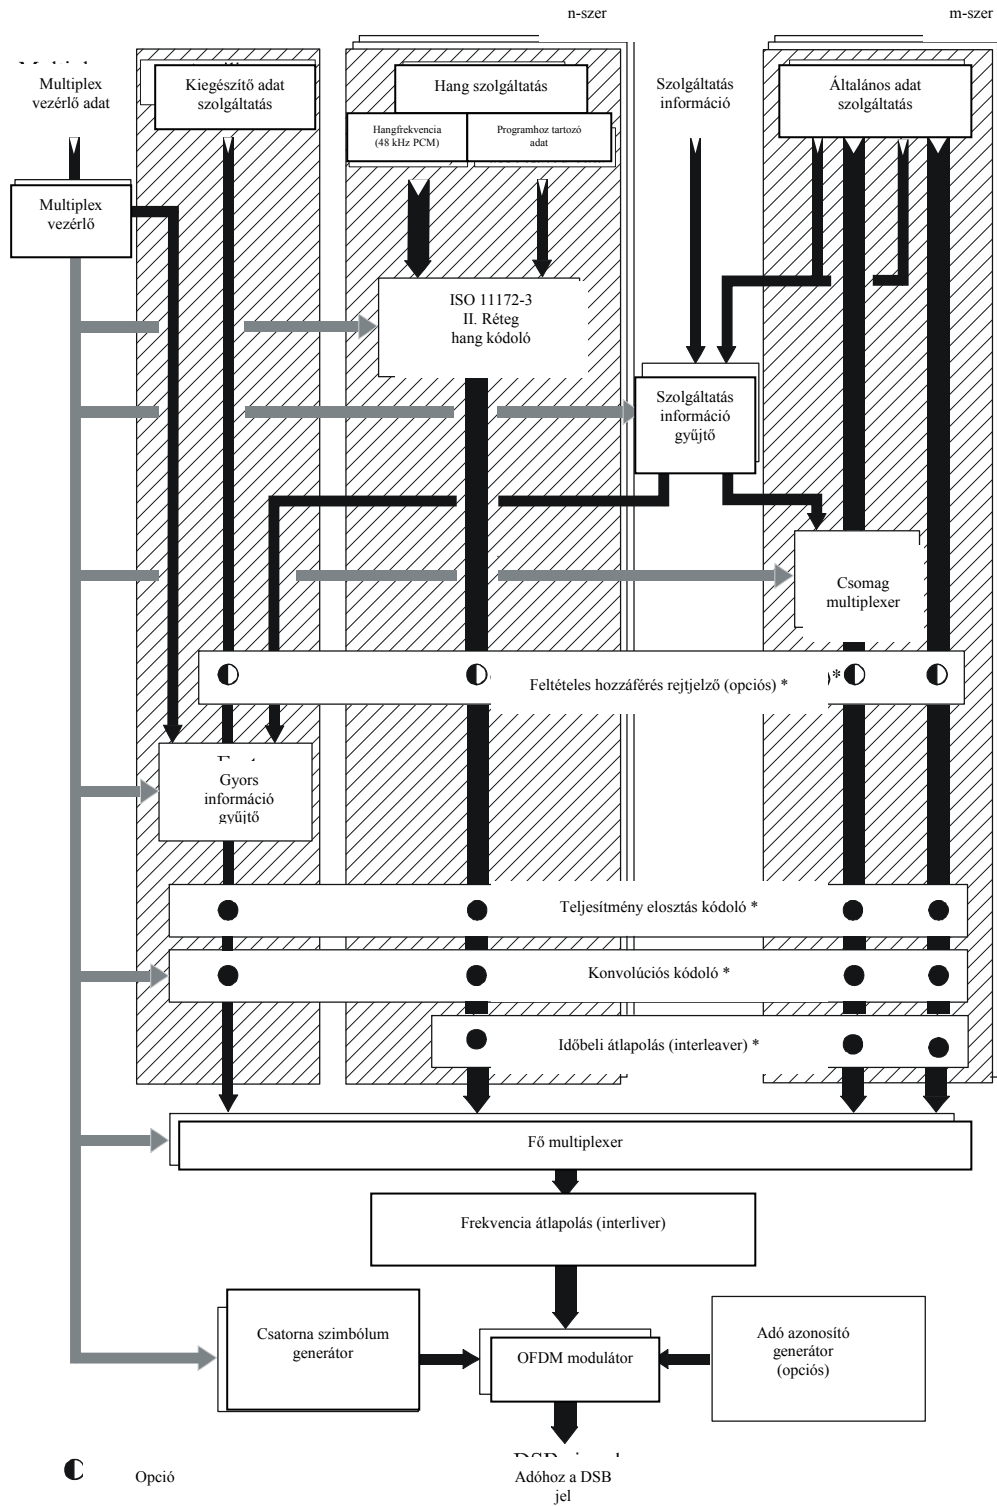 n-szer
m-szer
Multiplex
vezérlő adat
Kiegészítő adat
szolgáltatás
Hang szolgáltatás
Szolgáltatás
információ
Általános adat
szolgáltatás
Hangfrekvencia
(48 kHz PCM)
Programhoz tartozó
adat
Multiplex
vezérlő
ISO 11172-3
II. Réteg
hang kódoló
Szolgáltatás
információ
gyűjtő
Csomag
multiplexer
Feltételes hozzáférés rejtjelző (opciós) *
)*
Gyors
információ
gyűjtő
Teljesítmény elosztás kódoló *
Konvolúciós kódoló *
Időbeli átlapolás (interleaver) *
Fő multiplexer
Frekvencia átlapolás (interliver)
Csatorna szimbólum
generátor
OFDM modulátor
Adó azonosító
generátor
(opciós)
Opció
Adóhoz a DSB
jel